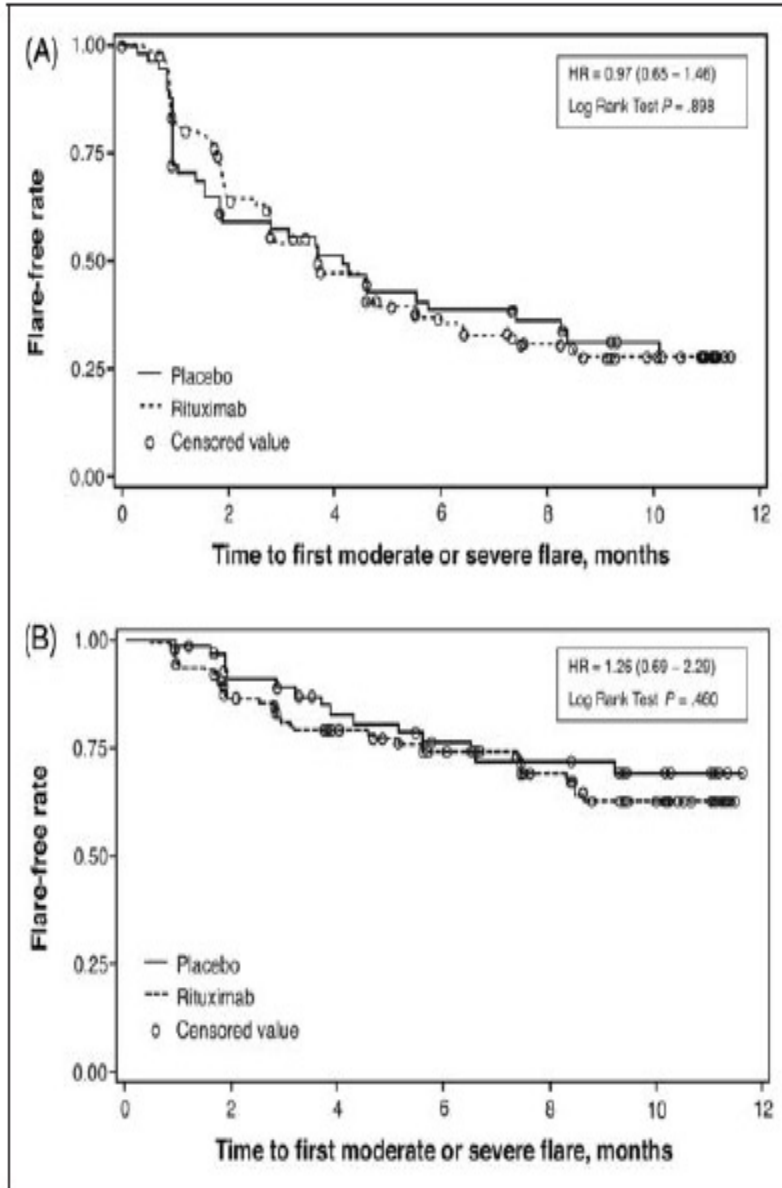 (A)
1.00
0.75
0.50
0.25
0.00
Flare-free rate
HR = 0.97 (0.65 – 1.46)
Log Rank Test P = .898
Placebo
Rituximab
Censored value
0 2 4 6 8 10 12
Time to first moderate or severe flare, months
(B)
1.00
0.75
0.50
0.25
0.00
Flare-free rate
HR = 1.26 (0.69 – 2.29)
Log Rank Test P = .460
Placebo
Rituximab
Censored value
0 2 4 6 8 10 12
Time to first moderate or severe flare, months